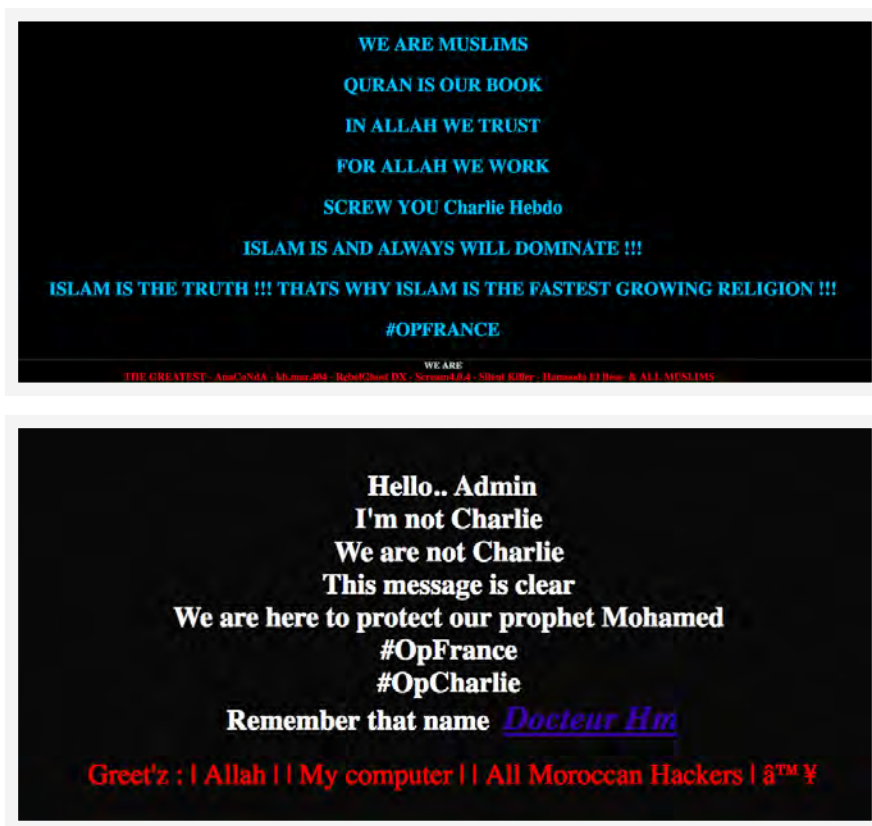 WE ARE MUSLIMS
QURAN IS OUR BOOK
IN ALLAH WE TRUST
FOR ALLAH WE WORK
SCREW YOU Charlie Hebdo
ISLAM IS AND ALWAYS WILL DOMINATE !!!
ISLAM IS THE TRUTH !!! THATS WHY ISLAM IS THE FASTEST GROWING RELIGION !!!
#OPFRANCE
WE ARE
THE GREATEST - AnaCoNdA - - - Silent Killer - & ALL MUSLIMS
Hello.. Admin
I'm not Charlie
We are not Charlie
This message is clear
We are here to protect our prophet Mohamed
#OpFrance
#OpCharlie
Remember that name Docteur Hm
Greet'z : | Allah | | My computer | | All Moroccan Hackers | â™ ¥